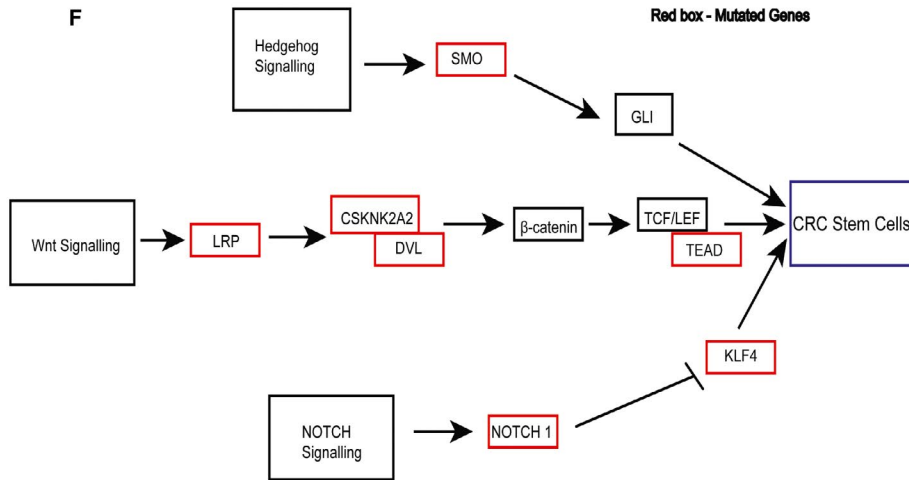 F
Red box - Mutated Genes
Hedgehog
Signalling
SMO
GLI
Wnt Signalling
LRP
CSKNK2A2
DVL
β-catenin
TCF/LEF
TEAD
CRC Stem Cells
KLF4
NOTCH
Signalling
NOTCH 1